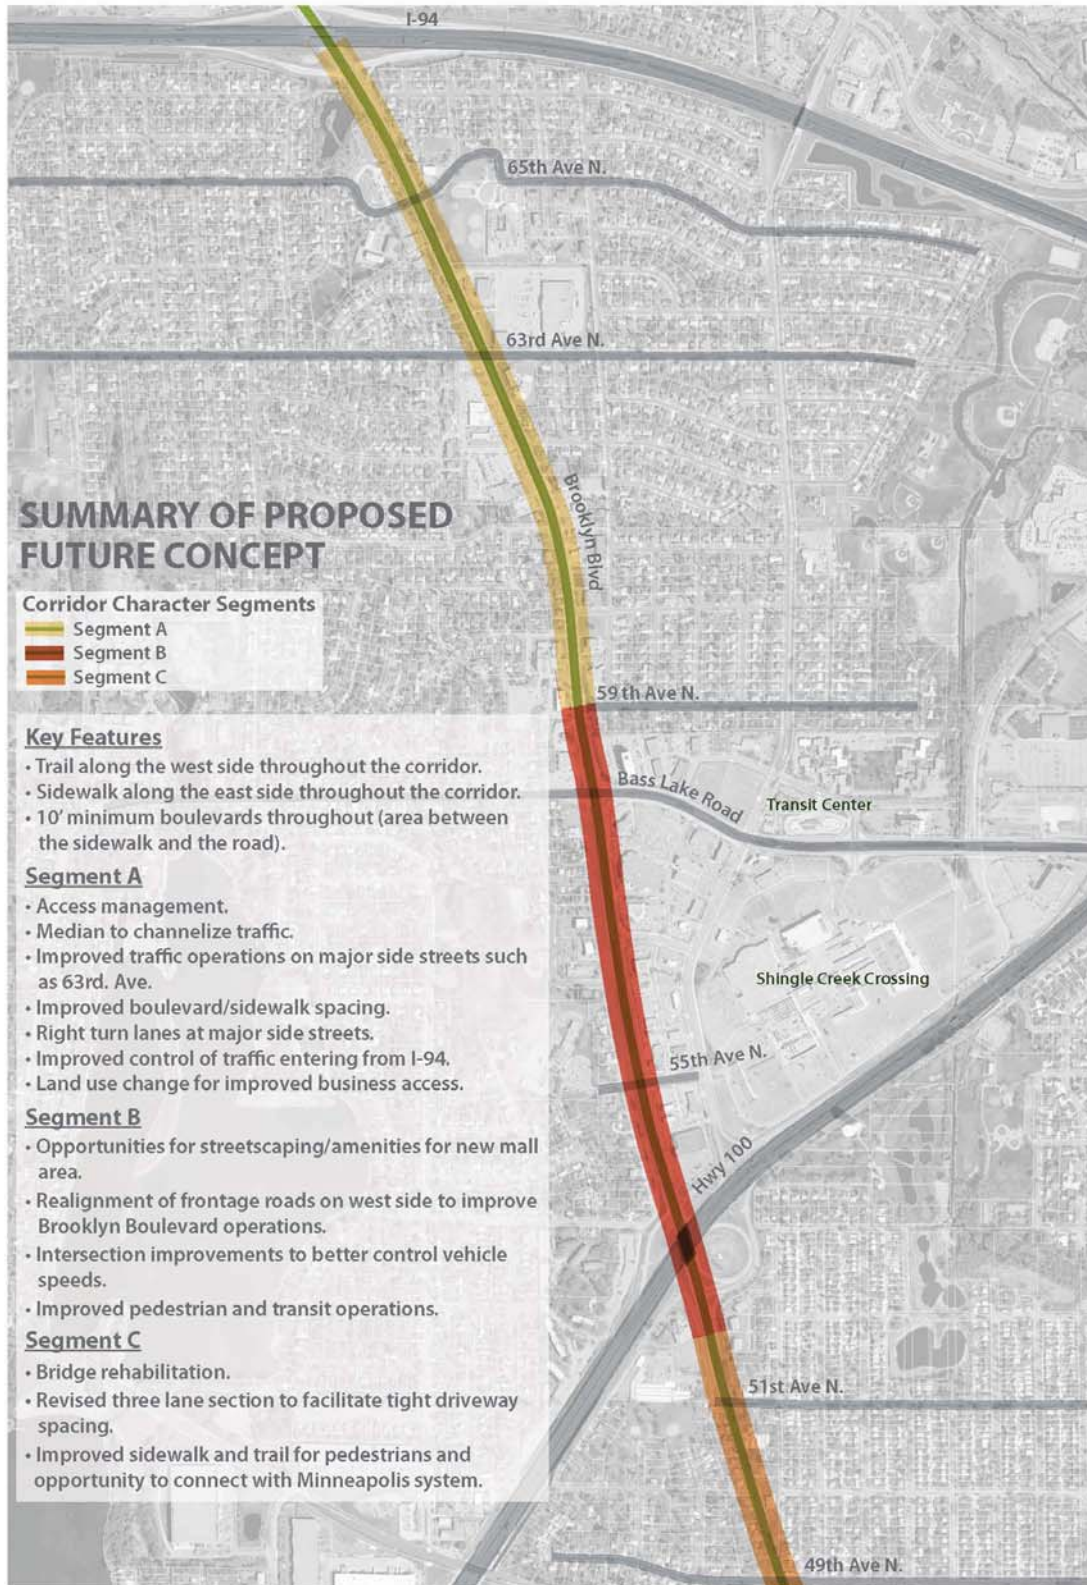 I-94
65th Ave N.
63rd Ave N.
Brooklyn Blvd
SUMMARY OF PROPOSED
FUTURE CONCEPT
Corridor Character Segments
Segment A
Segment B
Segment C
59 th Ave N.
Bass Lake Road
Transit Center
Shingle Creek Crossing
55th Ave N.
Hwy 100
51st Ave N.
49th Ave N.
Key Features
• Trail along the west side throughout the corridor.
• Sidewalk along the east side throughout the corridor.
• 10' minimum boulevards throughout (area between
the sidewalk and the road).
Segment A
• Access management.
• Median to channelize traffic.
• Improved traffic operations on major side streets such
as 63rd. Ave.
• Improved boulevard/sidewalk spacing.
• Right turn lanes at major side streets.
• Improved control of traffic entering from I-94.
• Land use change for improved business access.
Segment B
• Opportunities for streetscaping/amenities for new mall
area.
• Realignment of frontage roads on west side to improve
Brooklyn Boulevard operations.
• Intersection improvements to better control vehicle
speeds.
• Improved pedestrian and transit operations.
Segment C
• Bridge rehabilitation.
• Revised three lane section to facilitate tight driveway
spacing.
• Improved sidewalk and trail for pedestrians and
opportunity to connect with Minneapolis system.